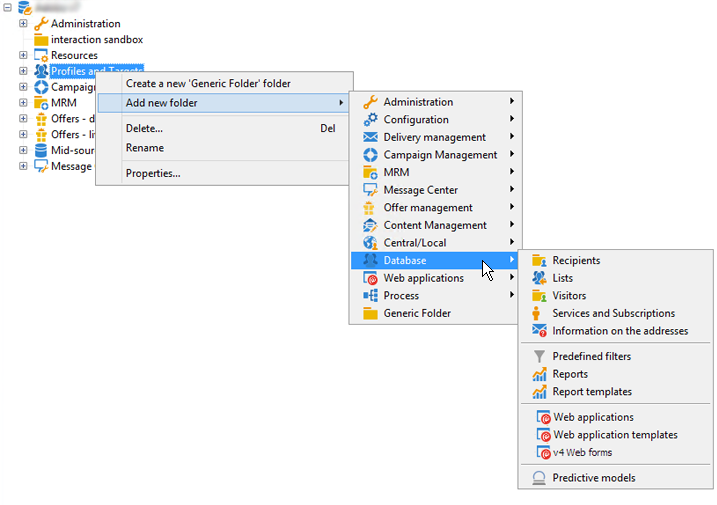 Administration
interaction sandbox
Resources
Profiles and Targets
Campaign
MRM
Offers - d
Offers - li
Mid-sour
Message
Create a new 'Generic Folder' folder
Add new folder
Delete... Del
Rename
Properties...
Administration
Configuration
Delivery management
Campaign Management
MRM
Message Center
Offer management
Content Management
Central/Local
Database
Web applications
Process
Generic Folder
Recipients
Lists
Visitors
Services and Subscriptions
Information on the addresses
Predefined filters
Reports
Report templates
Web applications
Web application templates
v4 Web forms
Predictive models